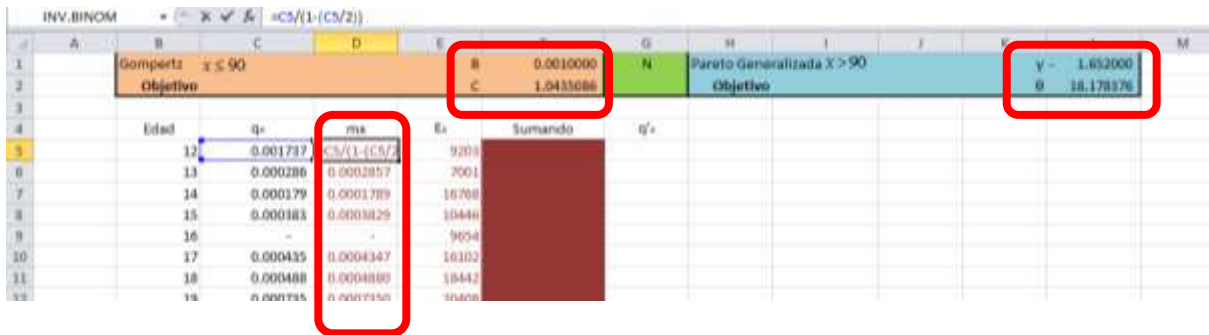 INV.BINOM =C5/(1-(C5/2))
A B C D E G H I J K M
1 Gompertz x ≤ 90 B 0.0010000 N Pareto Generalizada X > 90 γ - 1.652000
2 Objetivo C 1.0435086 Objetivo θ 18.178376
3
4 Edad qx mx Ex Sumando q'x
5 12 0.001737 =C5/(1-(C5/2 9203
6 13 0.000286 0.0002857 7001
7 14 0.000179 0.0001789 16768
8 15 0.000383 0.0003829 10446
9 16 - - 9654
10 17 0.000435 0.0004347 16102
11 18 0.000488 0.0004880 18442
12 19 0.000735 0.0007350